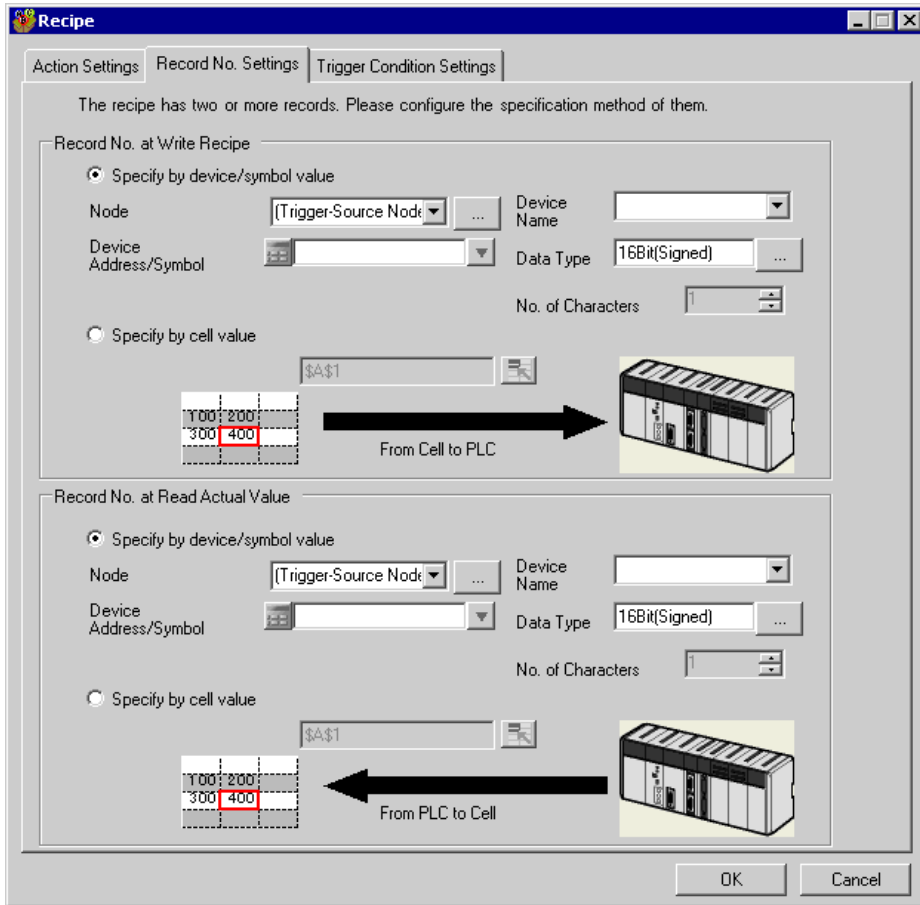 Recipe
Action Settings Record No. Settings Trigger Condition Settings
The recipe has two or more records. Please configure the specification method of them.
Record No. at Write Recipe
Specify by device/symbol value
Node (Trigger-Source Node ... Device Name
Device Address/Symbol Data Type 16Bit(Signed) ...
No. of Characters 1
Specify by cell value
$A$1
100 200
300 400
From Cell to PLC
Record No. at Read Actual Value
Specify by device/symbol value
Node (Trigger-Source Node ... Device Name
Device Address/Symbol Data Type 16Bit(Signed) ...
No. of Characters 1
Specify by cell value
$A$1
100 200
300 400
From PLC to Cell
OK Cancel